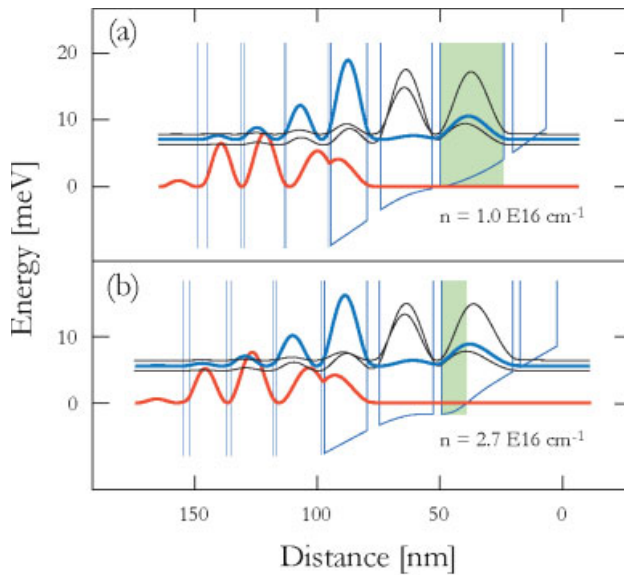 (a)
20
10
0
n = 1.0 E16 cm-1
Energy [meV]
(b)
10
0
n = 2.7 E16 cm-1
150 100 50 0
Distance [nm]